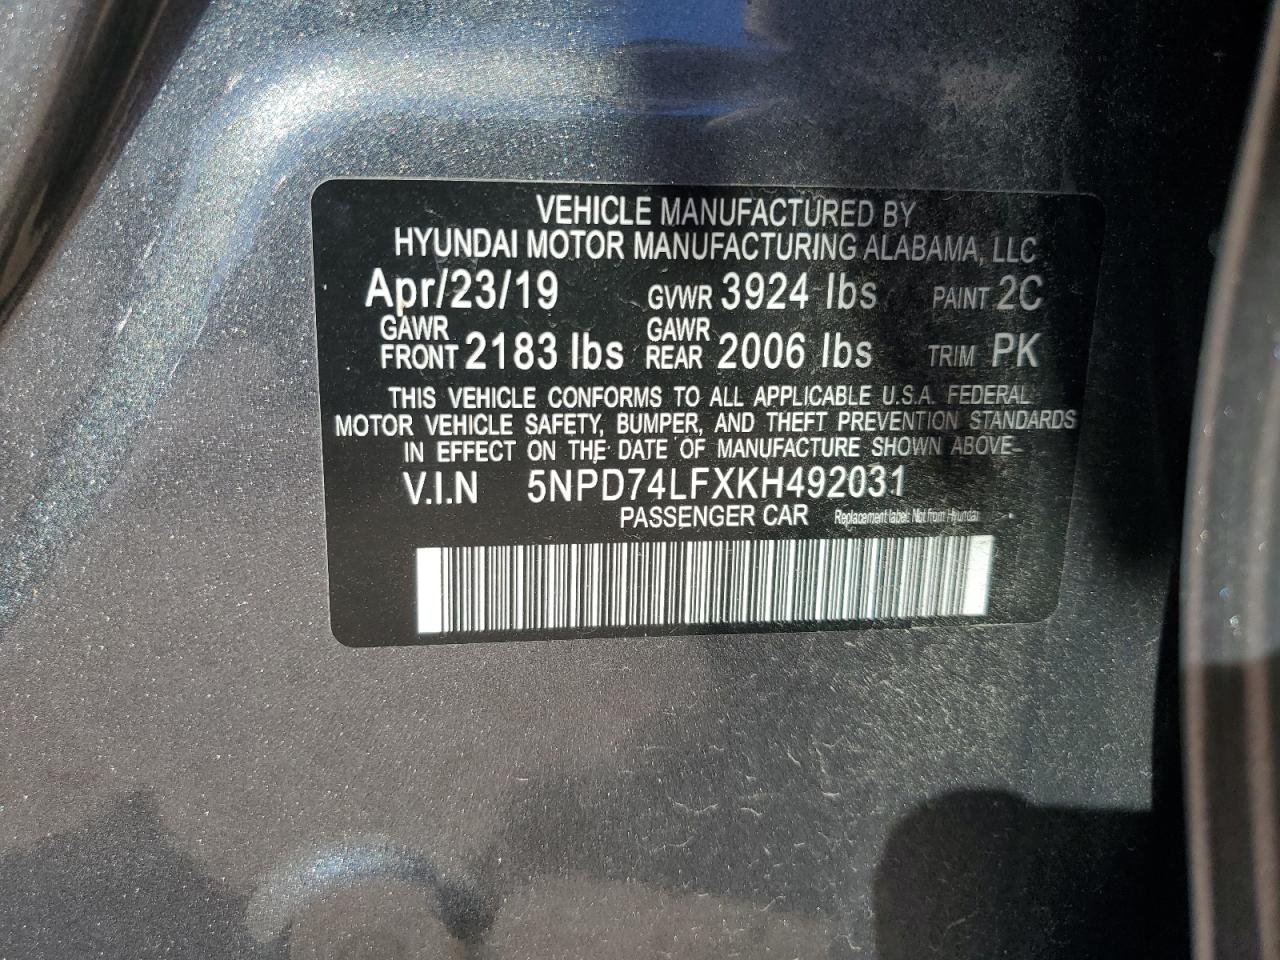 VEHICLE MANUFACTURED BY
HYUNDAI MOTOR MANUFACTURING ALABAMA, LLC
Apr/23/19 GVWR 3924 lbs PAINT 2C
GAWR FRONT 2183 lbs GAWR REAR 2006 lbs TRIM PK
THIS VEHICLE CONFORMS TO ALL APPLICABLE U.S.A. FEDERAL
MOTOR VEHICLE SAFETY, BUMPER, AND THEFT PREVENTION STANDARDS
IN EFFECT ON THE DATE OF MANUFACTURE SHOWN ABOVE
V.I.N 5NPD74LFXKH492031
PASSENGER CAR Replacement label: Not from Hyundai